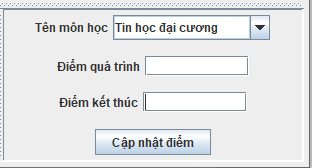 Tên môn học Tin học đại cương
Điểm quá trình
Điểm kết thúc
Cập nhật điểm